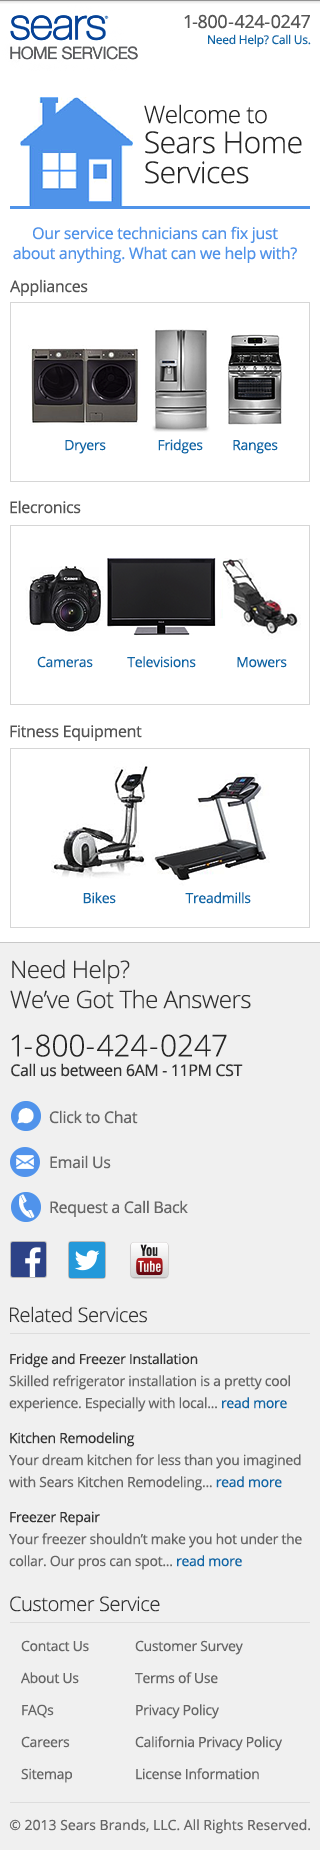 sears
HOME SERVICES
1-800-424-0247
Need Help? Call Us.
Welcome to
Sears Home
Services
Our service technicians can fix just
about anything. What can we help with?
Appliances
Dryers
Fridges
Ranges
Elecronics
Canon
Cameras
Televisions
Mowers
Fitness Equipment
Bikes
Treadmills
Need Help?
We've Got The Answers
1-800-424-0247
Call us between 6AM - 11PM CST
Click to Chat
Email Us
Request a Call Back
You
Tube
Related Services
Fridge and Freezer Installation
Skilled refrigerator installation is a pretty cool
experience. Especially with local... read more
Kitchen Remodeling
Your dream kitchen for less than you imagined
with Sears Kitchen Remodeling... read more
Freezer Repair
Your freezer shouldn't make you hot under the
collar. Our pros can spot... read more
Customer Service
Contact Us
Customer Survey
About Us
Terms of Use
FAQs
Privacy Policy
Careers
California Privacy Policy
Sitemap
License Information
© 2013 Sears Brands, LLC. All Rights Reserved.